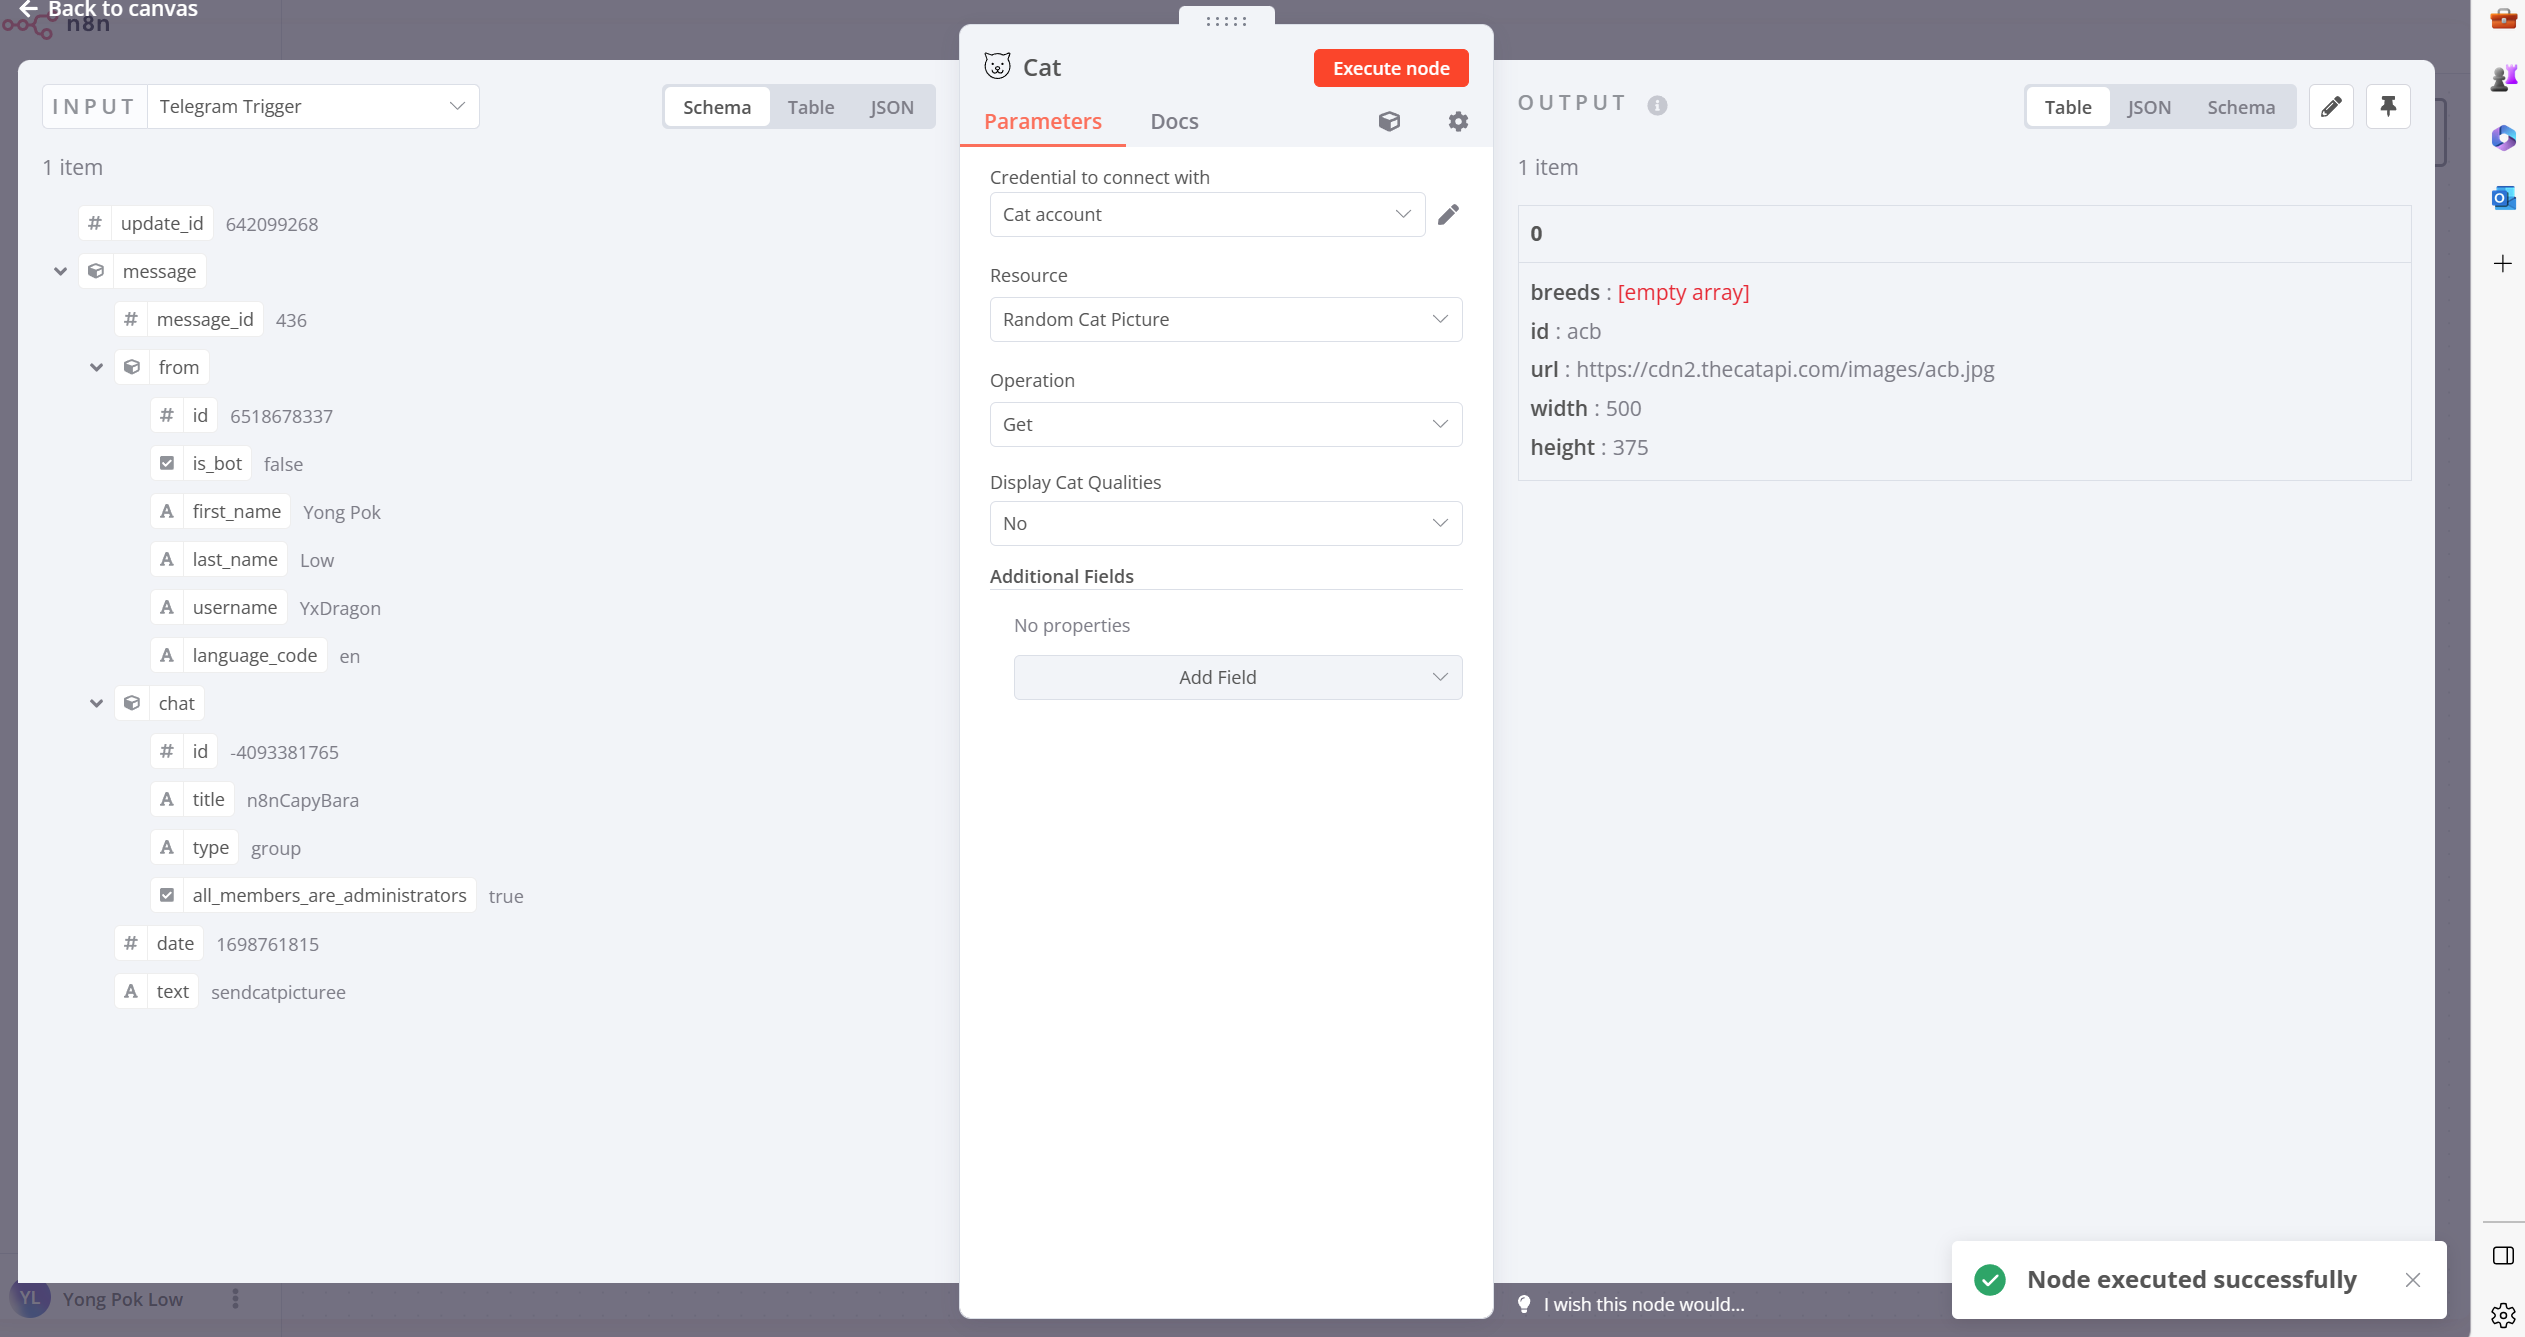 Back to canvas
n8n
INPUT Telegram Trigger
Schema Table JSON
1 item
update_id 642099268
message
message_id 436
from
id 6518678337
is_bot false
first_name Yong Pok
last_name Low
username YxDragon
language_code en
chat
id -4093381765
title n8nCapyBara
type group
all_members_are_administrators true
date 1698761815
text sendcatpicturee
Cat
Execute node
Parameters Docs
Credential to connect with
Cat account
Resource
Random Cat Picture
Operation
Get
Display Cat Qualities
No
Additional Fields
No properties
Add Field
OUTPUT
Table JSON Schema
1 item
0
breeds : [empty array]
id : acb
url : https://cdn2.thecatapi.com/images/acb.jpg
width : 500
height : 375
YL Yong Pok Low
I wish this node would...
Node executed successfully